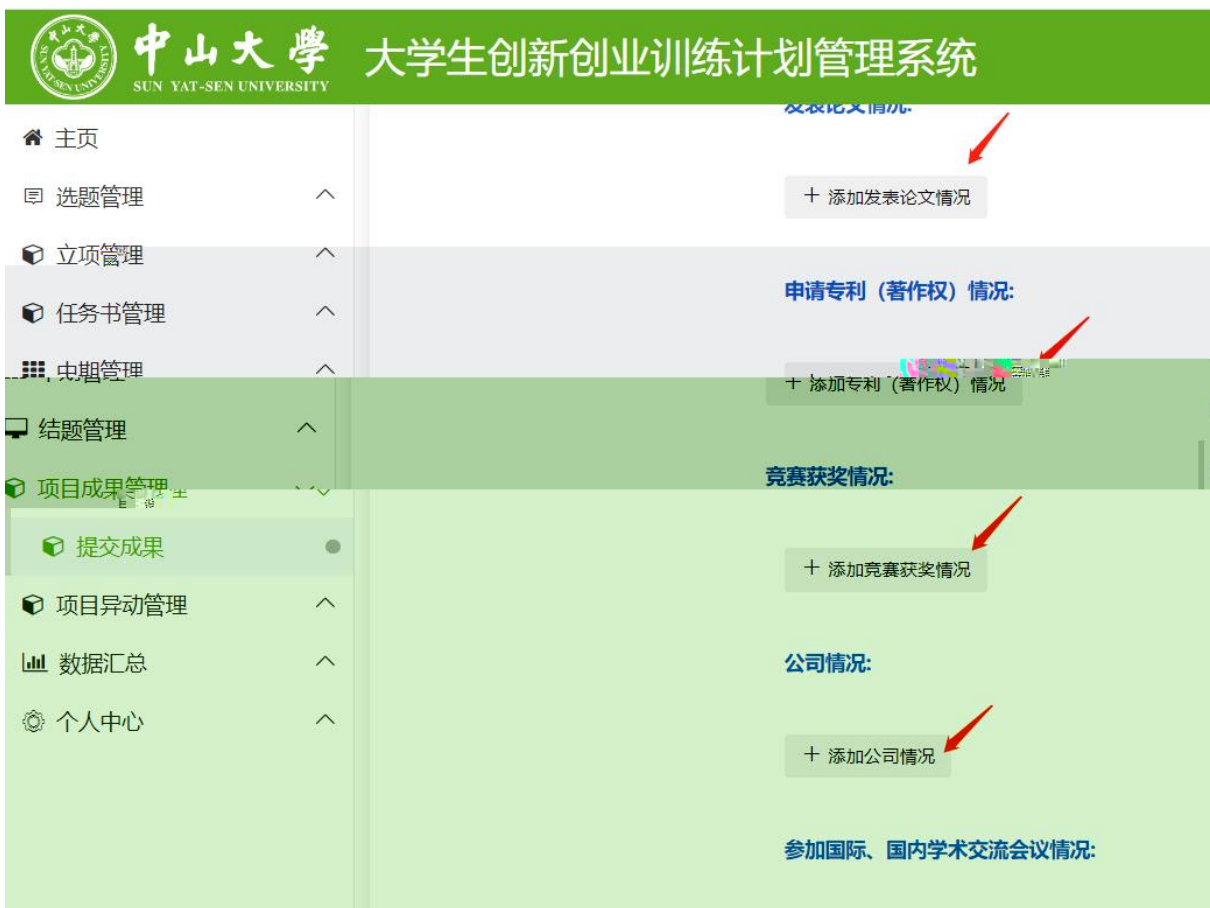 中山大學
SUN YAT-SEN UNIVERSITY
大学生创新创业训练计划管理系统
主页
选题管理
立项管理
任务书管理
中期管理
结题管理
项目成果管理
提交成果
项目异动管理
数据汇总
个人中心
发表论文情况:
+ 添加发表论文情况
申请专利（著作权）情况:
+ 添加专利（著作权）情况
竞赛获奖情况:
+ 添加竞赛获奖情况
公司情况:
+ 添加公司情况
参加国际、国内学术交流会议情况: